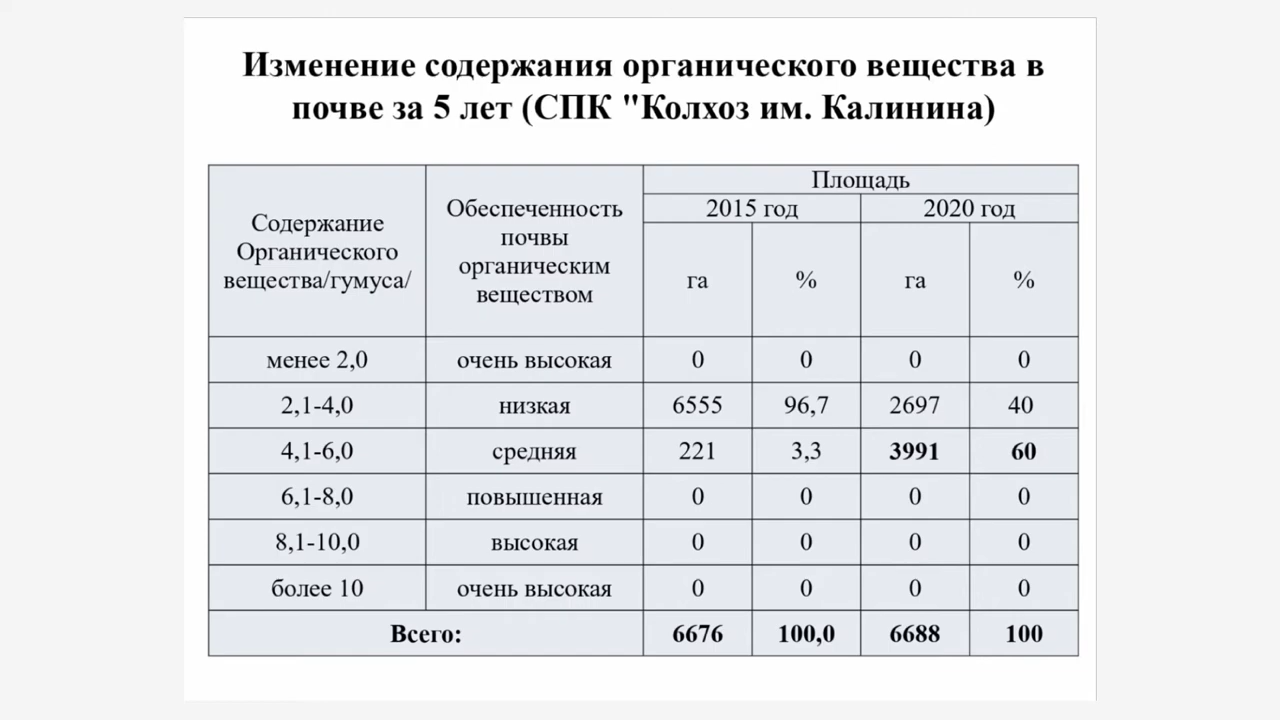 Изменение содержания органического вещества в
почве за 5 лет (СПК "Колхоз им. Калинина)
Содержание
Органического
вещества/гумуса/
Обеспеченность
почвы
органическим
веществом
Площадь
2015 год 2020 год
га % га %
менее 2,0 очень высокая 0 0 0 0
2,1-4,0 низкая 6555 96,7 2697 40
4,1-6,0 средняя 221 3,3 3991 60
6,1-8,0 повышенная 0 0 0 0
8,1-10,0 высокая 0 0 0 0
более 10 очень высокая 0 0 0 0
Всего: 6676 100,0 6688 100